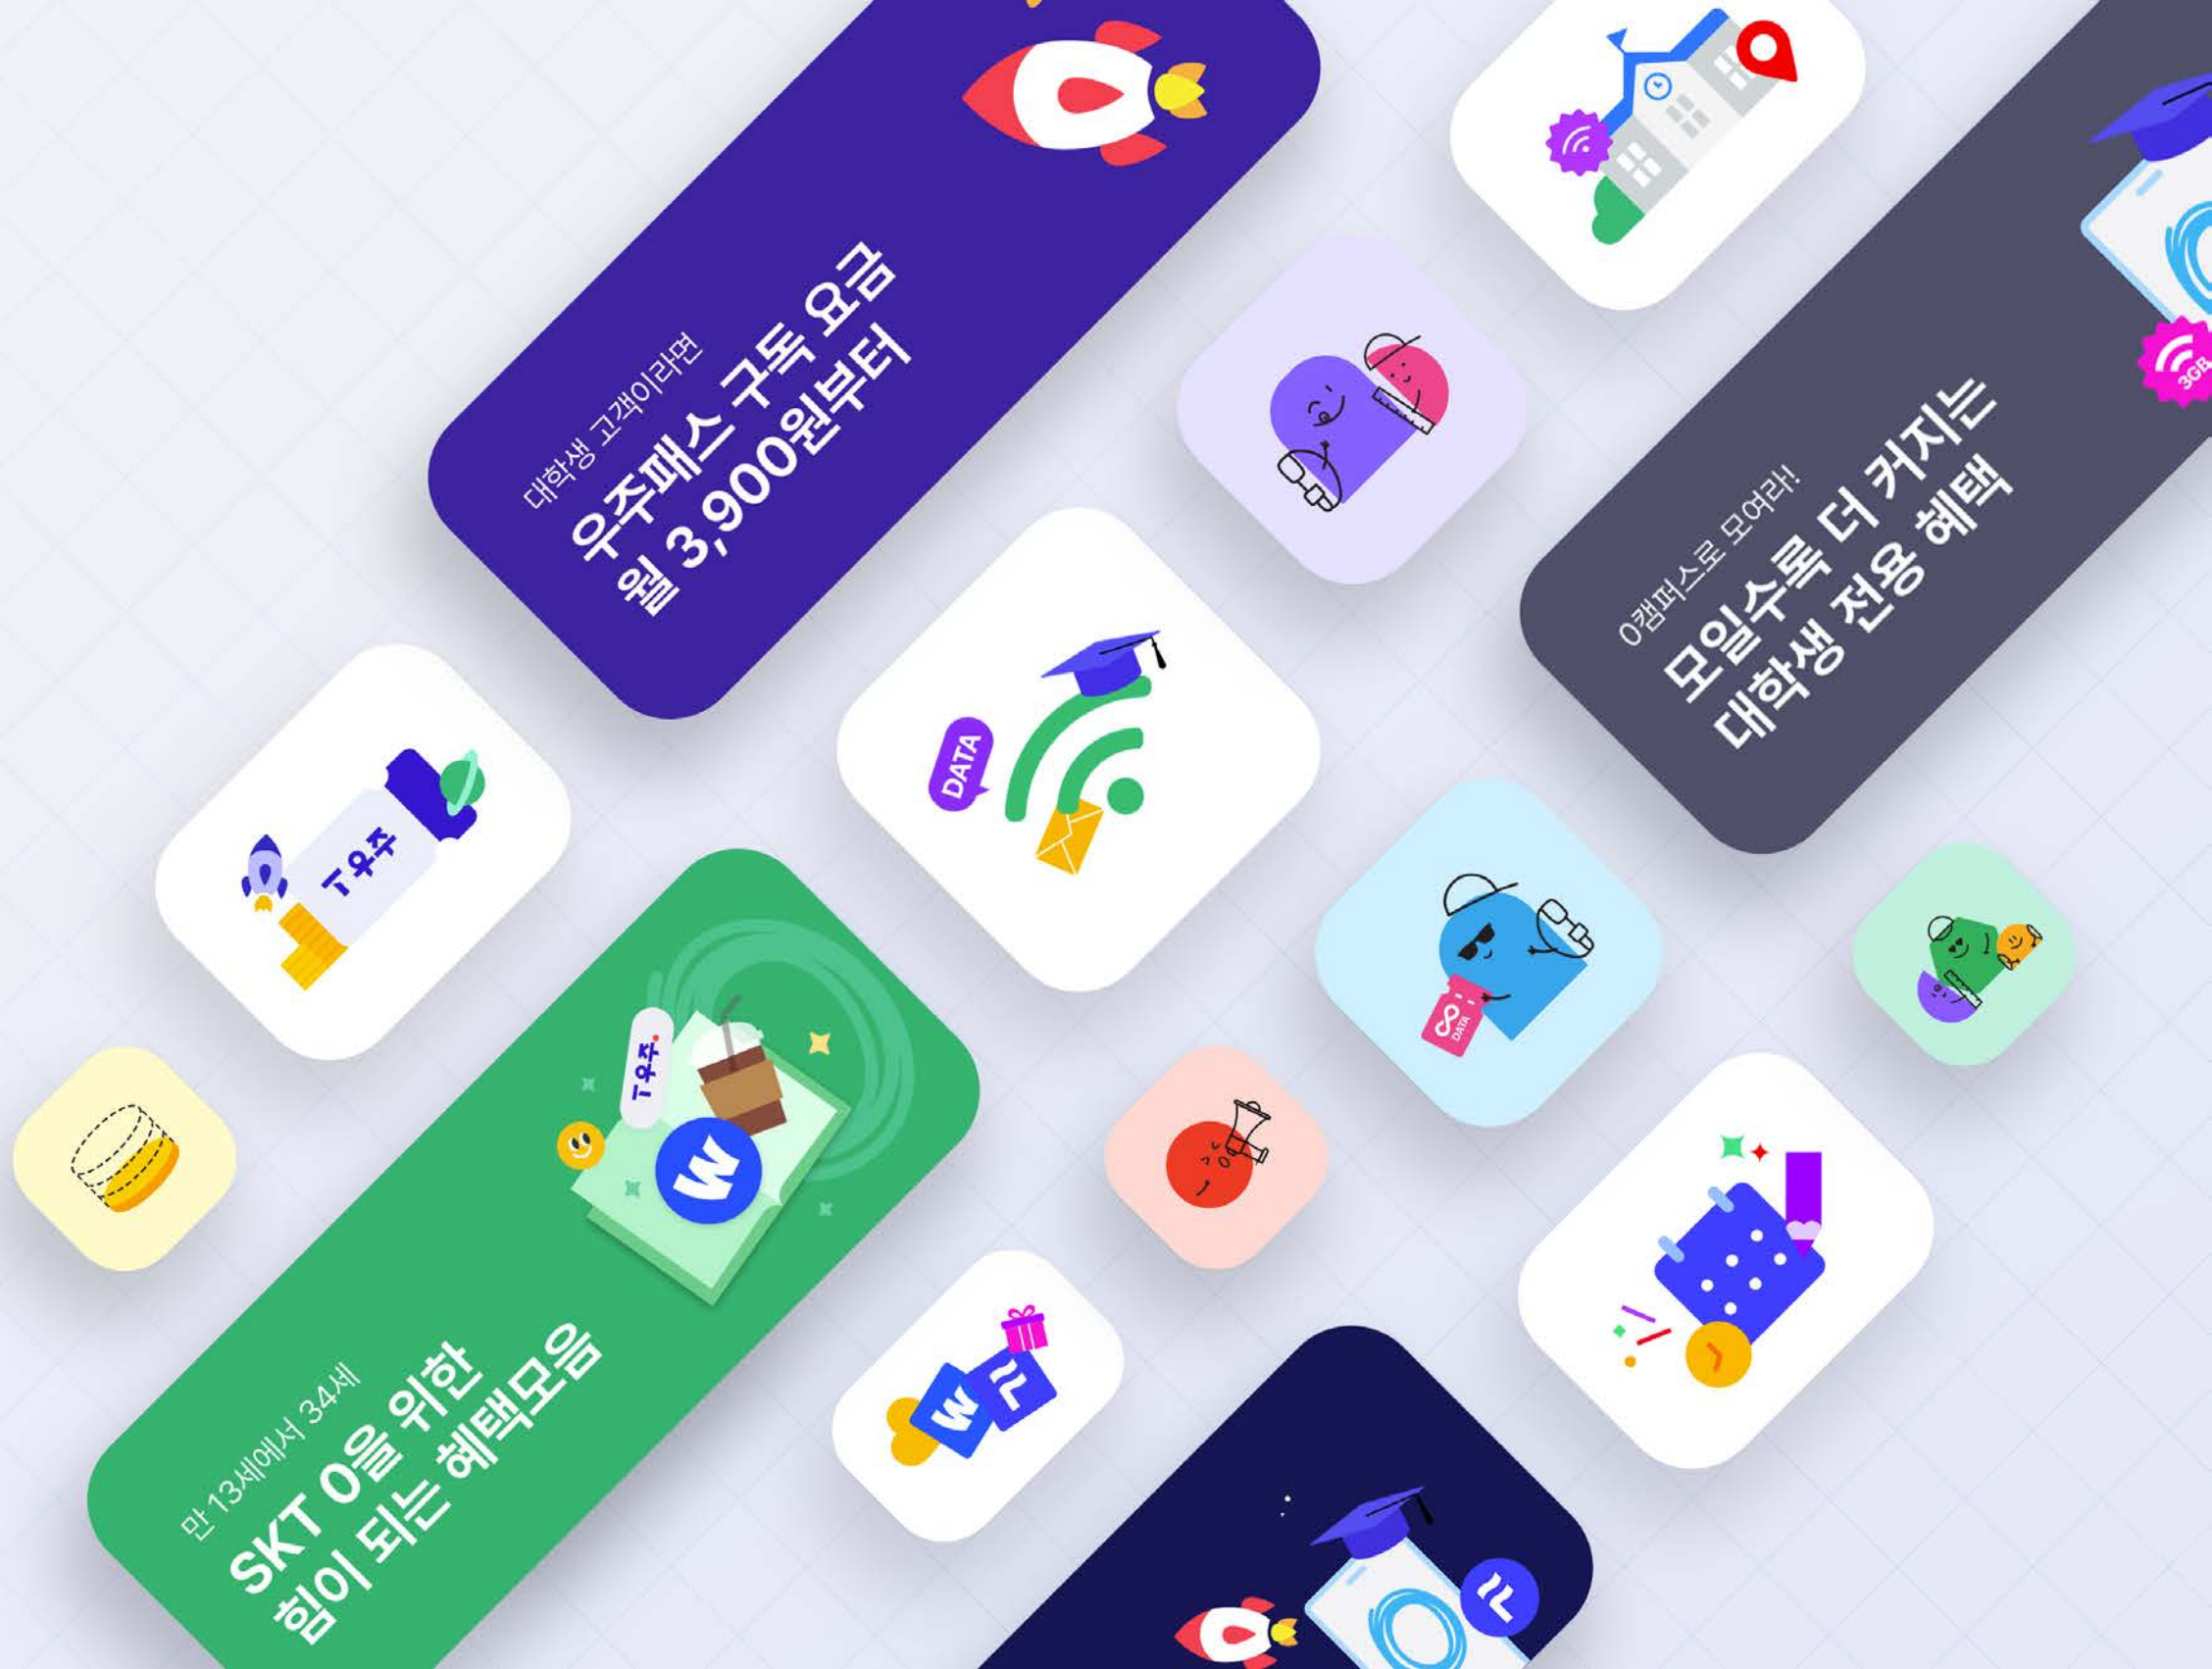 대학생 고객이라면
우주패스 구독 요금
월 3,900원부터
3GB
0캠퍼스로 모여라!
모일수록 더 커지는
대학생 전용 혜택
DATA
T우주
DATA
T우주
W
만 13세에서 34세
SKT 0을 위한
힘이 되는 혜택모음
W